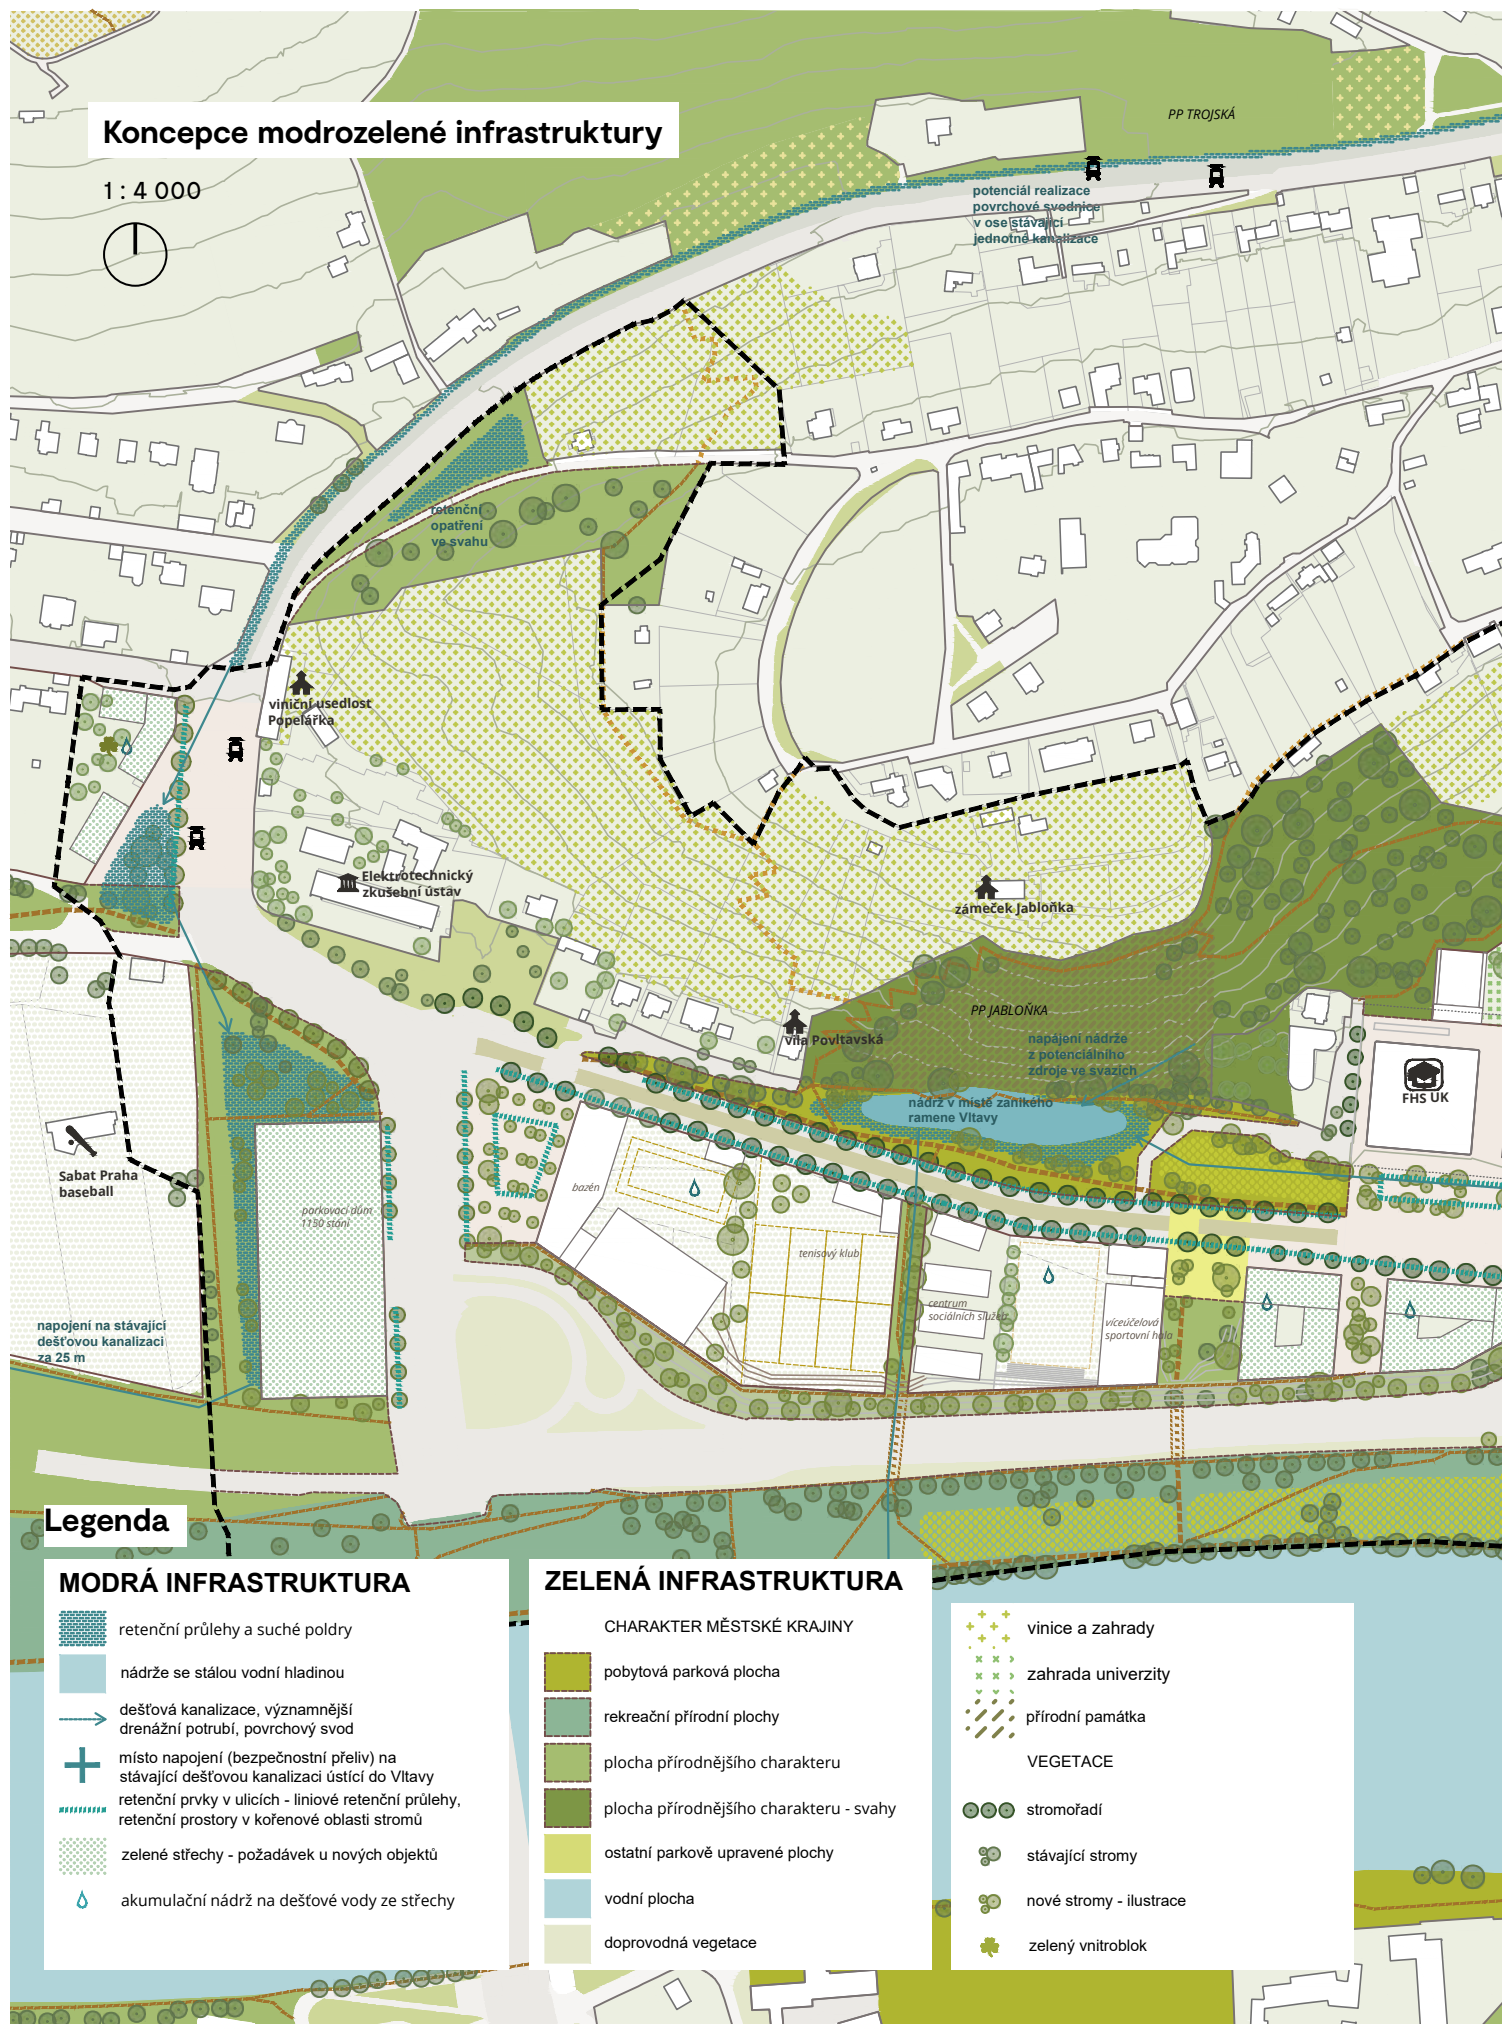 Koncepce modrozelené infrastruktury
1 : 4 000
PP TROJSKÁ
potenciál realizace
povrchové svodnice
v ose stávající
jednotné kanalizace
retenční
opatření
ve svahu
viniční usedlost
Popelářka
Elektrotechnický
zkušební ústav
zámeček Jabloňka
PP JABLOŇKA
vila Povltavská
napájení nádrže
z potenciálního
zdroje ve svazích
nádrž v místě zaniklého
ramene Vltavy
FHS UK
Sabat Praha
baseball
bazén
parkovací dům
1150 stání
tenisový klub
centrum
sociálních služeb
víceúčelová
sportovní hala
napojení na stávající
dešťovou kanalizaci
za 25 m
Legenda
MODRÁ INFRASTRUKTURA
retenční průlehy a suché poldry
nádrže se stálou vodní hladinou
dešťová kanalizace, významnější
drenážní potrubí, povrchový svod
místo napojení (bezpečnostní přeliv) na
stávající dešťovou kanalizaci ústící do Vltavy
retenční prvky v ulicích - liniové retenční průlehy,
retenční prostory v kořenové oblasti stromů
zelené střechy - požadávek u nových objektů
akumulační nádrž na dešťové vody ze střechy
ZELENÁ INFRASTRUKTURA
CHARAKTER MĚSTSKÉ KRAJINY
pobytová parková plocha
rekreační přírodní plochy
plocha přírodnějšího charakteru
plocha přírodnějšího charakteru - svahy
ostatní parkově upravené plochy
vodní plocha
doprovodná vegetace
vinice a zahrady
zahrada univerzity
přírodní památka
VEGETACE
stromořadí
stávající stromy
nové stromy - ilustrace
zelený vnitroblok